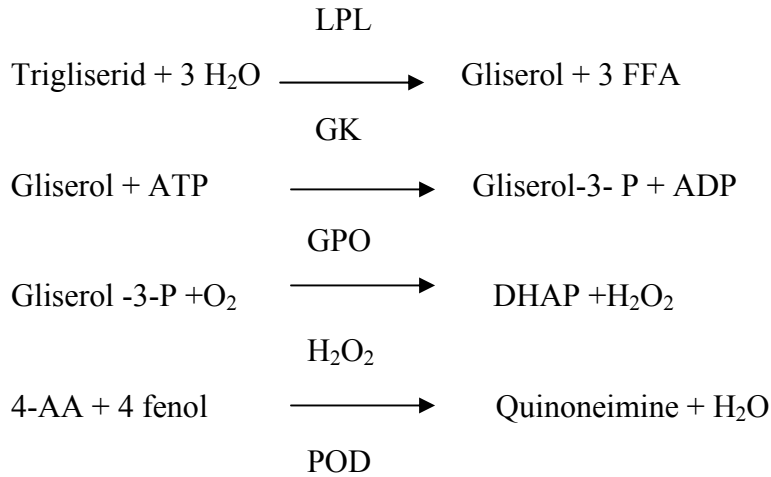 LPL
Trigliserid + 3 H₂O Gliserol + 3 FFA
GK
Gliserol + ATP Gliserol-3- P + ADP
GPO
Gliserol -3-P +O₂ DHAP +H₂O₂
H₂O₂
4-AA + 4 fenol Quinoneimine + H₂O
POD